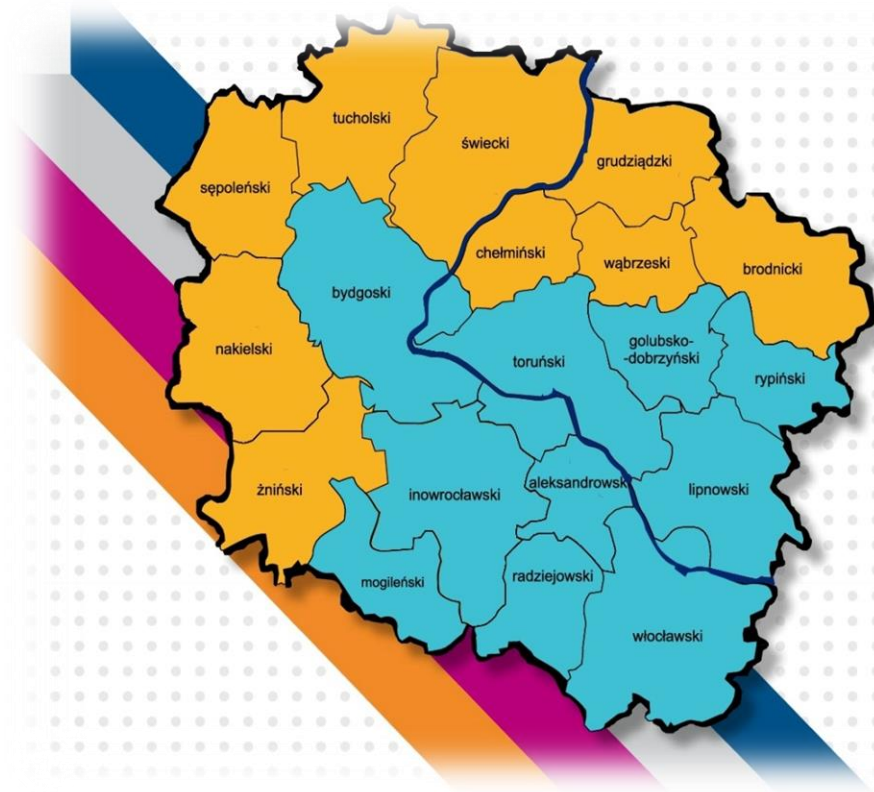 tucholski
świecki
grudziądzki
sępoleński
chełmiński
wąbrzeski
brodnicki
bydgoski
nakielski
toruński
golubsko-
-dobrzyński
rypiński
żniński
inowrocławski
aleksandrowski
lipnowski
mogileński
radziejowski
włocławski